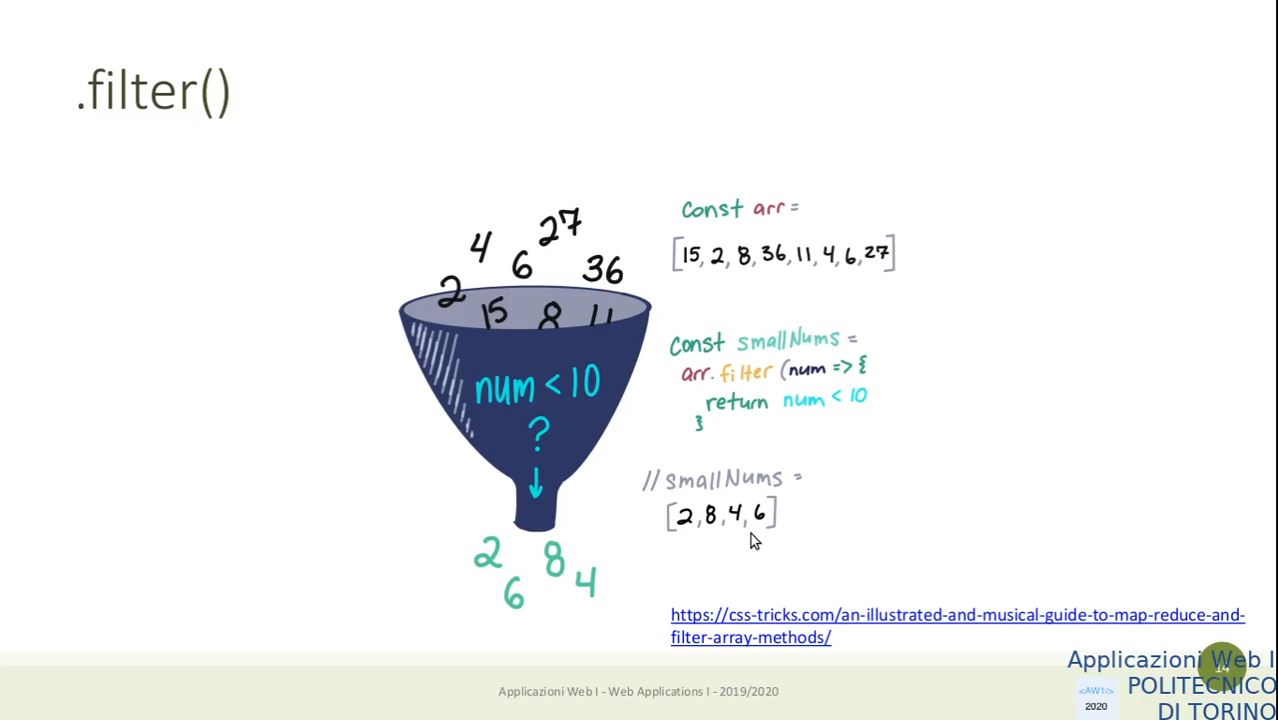 .filter()
27
4
6
36
2
15
8
11
num < 10
?
2
8
6
4
const arr =
[15, 2, 8, 36, 11, 4, 6, 27]
const smallNums =
arr.filter (num => {
return num < 10
}
// smallNums =
[2, 8, 4, 6]
https://css-tricks.com/an-illustrated-and-musical-guide-to-map-reduce-and-
filter-array-methods/
Applicazioni Web I - Web Applications I - 2019/2020
14
Applicazioni Web I
POLITECNICO
DI TORINO
<AW1/>
2020